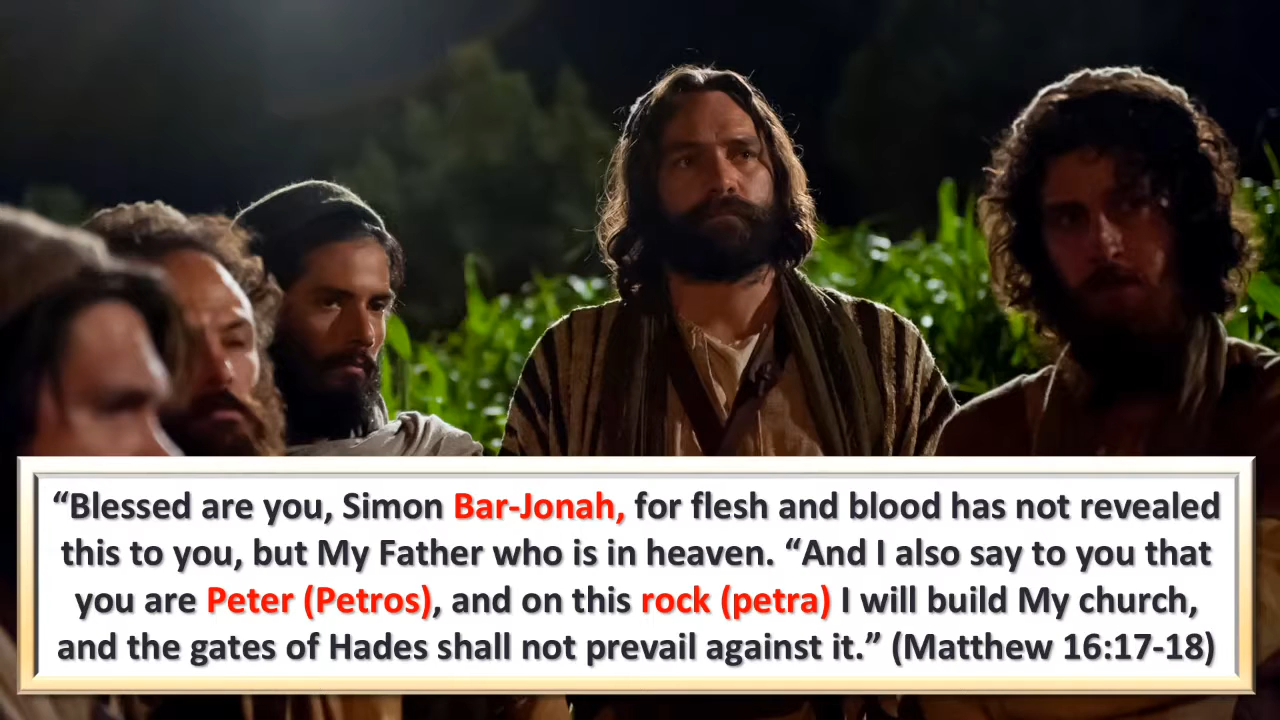 “Blessed are you, Simon Bar-Jonah, for flesh and blood has not revealed
this to you, but My Father who is in heaven. “And I also say to you that
you are Peter (Petros), and on this rock (petra) I will build My church,
and the gates of Hades shall not prevail against it.” (Matthew 16:17-18)